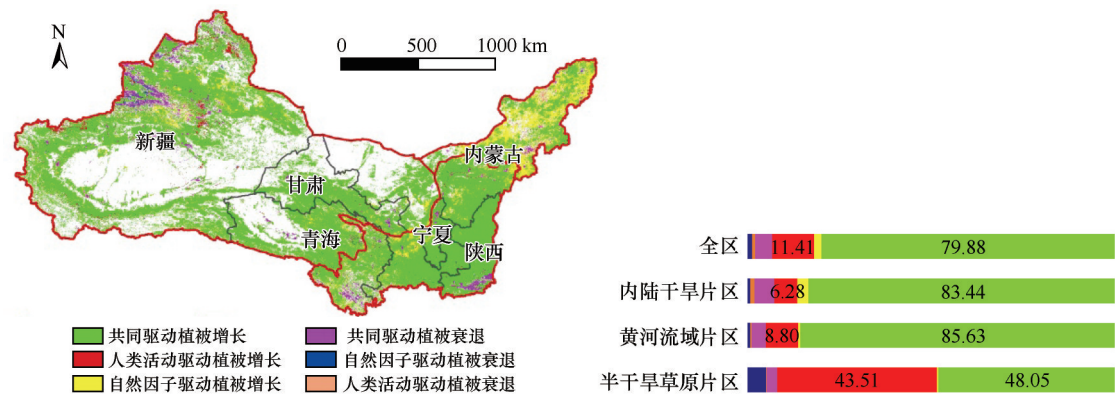 N
0 500 1000 km
新疆
内蒙古
甘肃
青海
宁夏
陕西
共同驱动植被增长
共同驱动植被衰退
人类活动驱动植被增长
自然因子驱动植被衰退
自然因子驱动植被增长
人类活动驱动植被衰退
全区 11.41 79.88
内陆干旱片区 6.28 83.44
黄河流域片区 8.80 85.63
半干旱草原片区 43.51 48.05